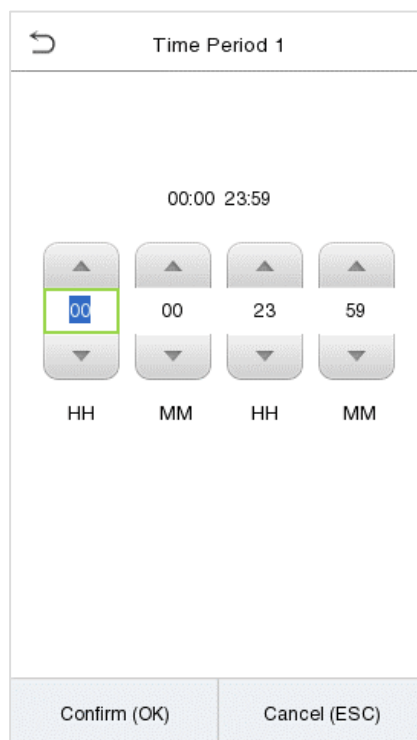 Time Period 1
00:00 23:59
00 00 23 59
HH MM HH MM
Confirm (OK) Cancel (ESC)